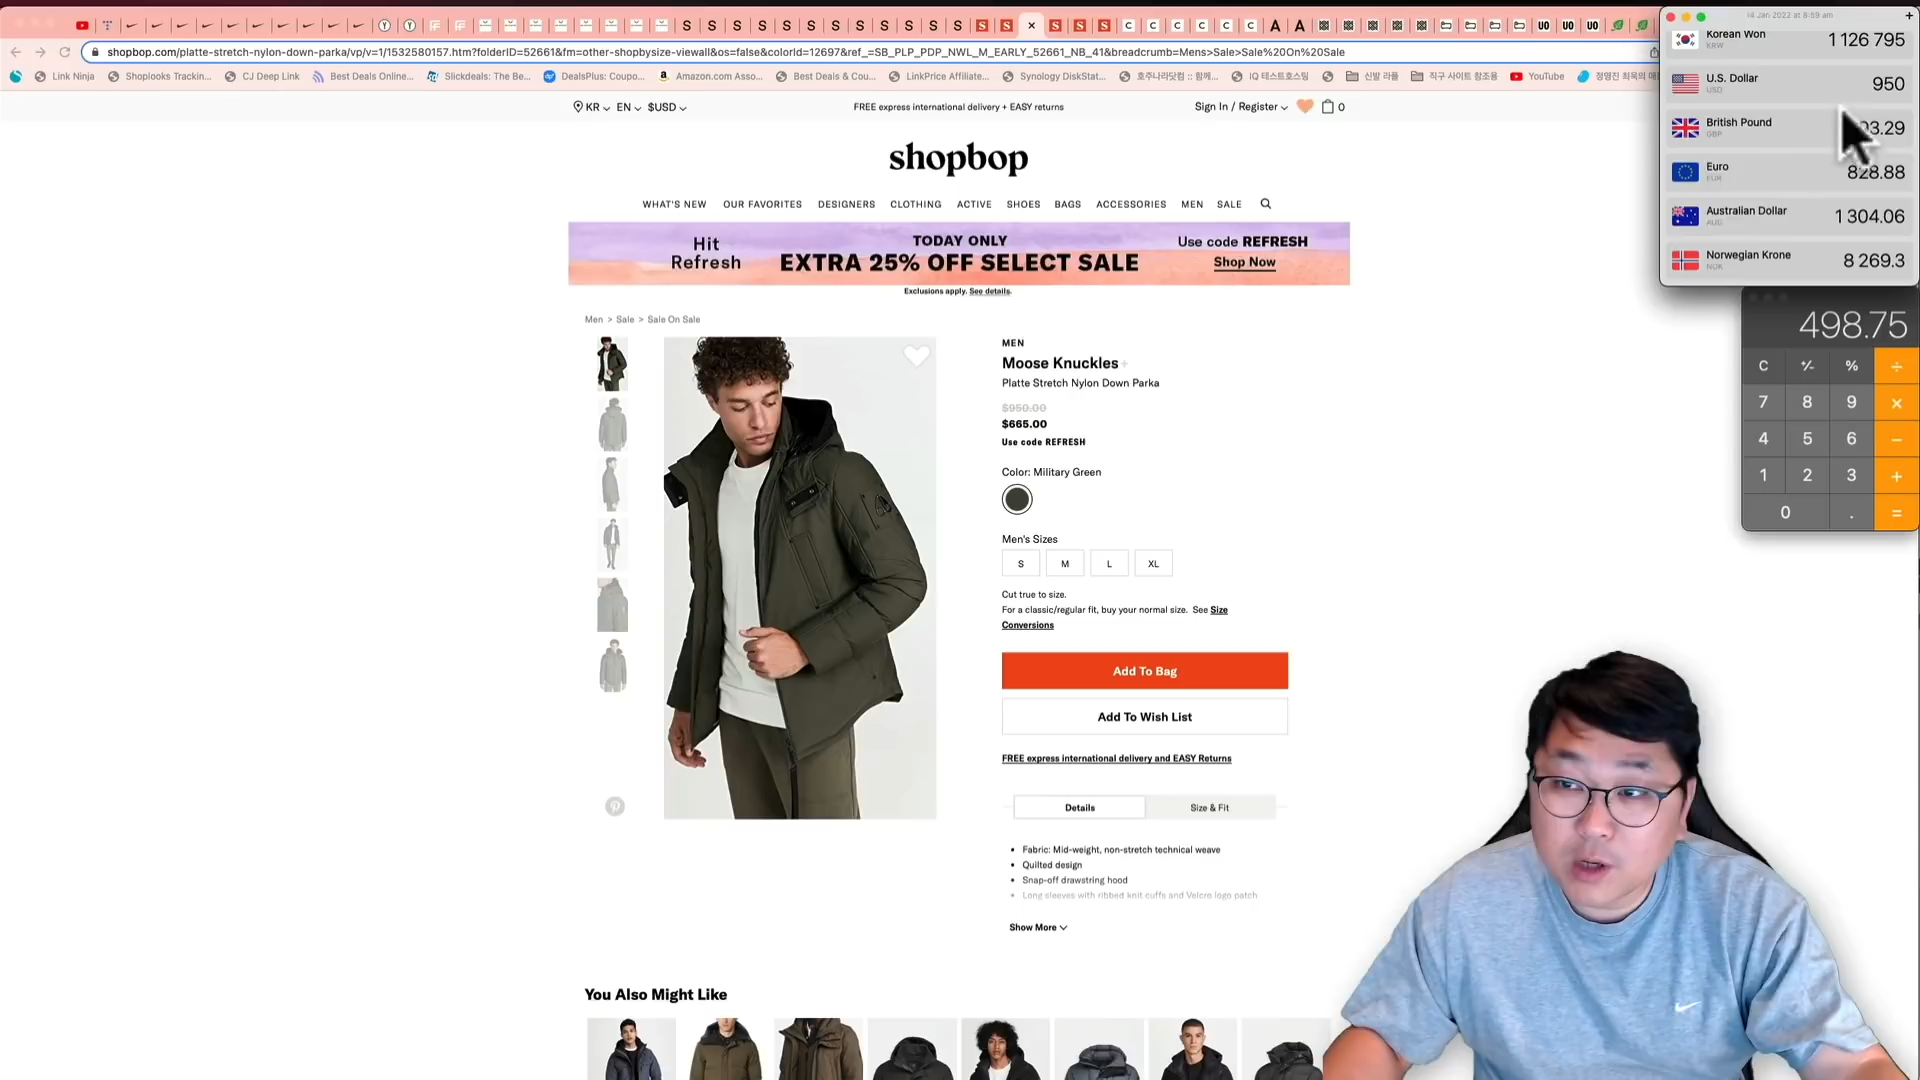 shopbop.com/platte-stretch-nylon-down-parka/vp/v=1/1532580157.htm?folderID=52661&fm=other-shopbysize-viewall&os=false&colorId=12697&ref_=SB_PLP_PDP_NWL_M_EARLY_52661_NB_41&breadcrumb=Mens>Sale>Sale%20On%20Sale
Link Ninja
Shoplooks Trackin...
CJ Deep Link
Best Deals Online...
Slickdeals: The Be...
DealsPlus: Coupo...
Amazon.com Asso...
Best Deals & Cou...
LinkPrice Affiliate...
Synology DiskStat...
호주나라닷컴 :: 함께...
IQ 테스트호스팅
신발 라플
직구 사이트 참조용
YouTube
KR
EN
$USD
FREE express international delivery + EASY returns
Sign In / Register
0
shopbop
WHAT'S NEW
OUR FAVORITES
DESIGNERS
CLOTHING
ACTIVE
SHOES
BAGS
ACCESSORIES
MEN
SALE
Hit
Refresh
TODAY ONLY
EXTRA 25% OFF SELECT SALE
Use code REFRESH
Shop Now
Exclusions apply. See details.
Men > Sale > Sale On Sale
MEN
Moose Knuckles+
Platte Stretch Nylon Down Parka
$950.00
$665.00
Use code REFRESH
Color: Military Green
Men's Sizes
S
M
L
XL
Cut true to size.
For a classic/regular fit, buy your normal size. See Size
Conversions
Add To Bag
Add To Wish List
FREE express international delivery and EASY Returns
Details
Size & Fit
Fabric: Mid-weight, non-stretch technical weave
Quilted design
Snap-off drawstring hood
Long sleeves with ribbed knit cuffs and Velcro logo patch
Show More
You Also Might Like
Jan 2022 at 8:59 am
Korean Won
KRW
1 126 795
U.S. Dollar
USD
950
British Pound
GBP
3.29
Euro
EUR
828.88
Australian Dollar
AUD
1 304.06
Norwegian Krone
NOK
8 269.3
498.75
C
+/-
%
÷
7
8
9
×
4
5
6
−
1
2
3
+
0
.
=